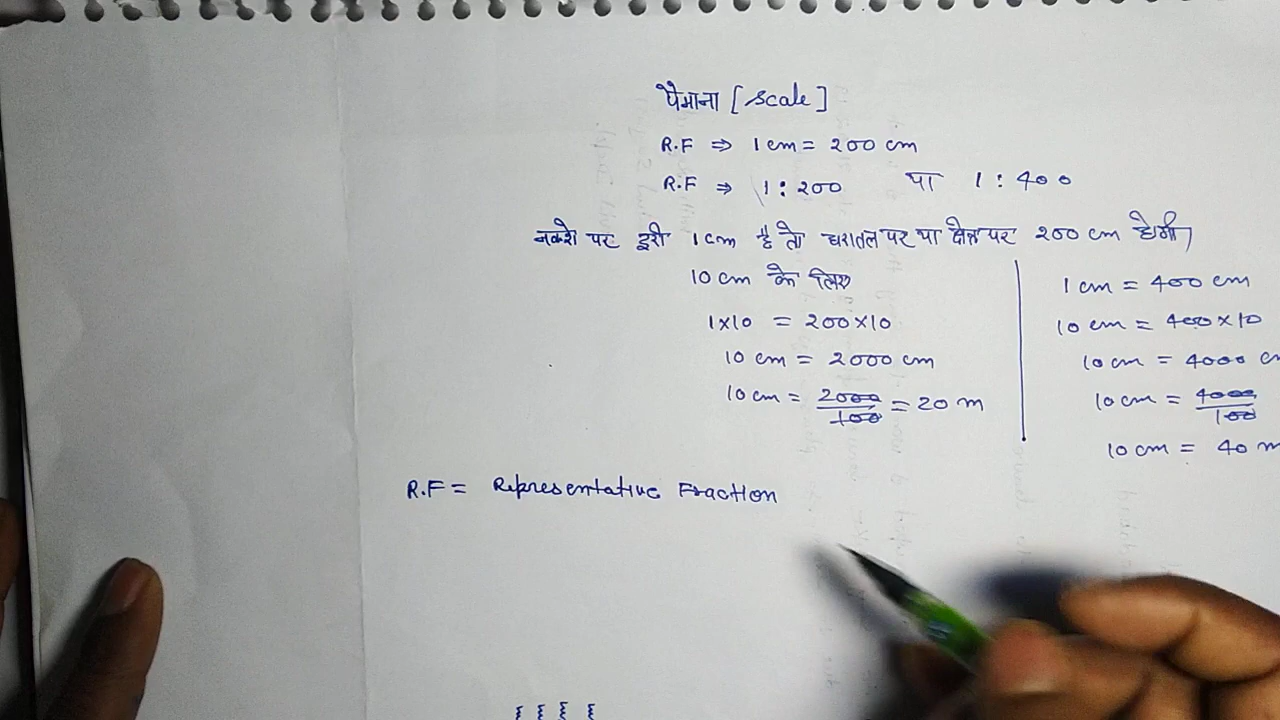 पैमाना [scale]
R.F ⇒ 1 cm = 200 cm
R.F ⇒ 1 : 200 या 1 : 400
नक्शे पर दूरी 1 cm है तो धरातल पर या क्षेत्र पर 200 cm होगी।
10 cm के लिए
1×10 = 200×10
10 cm = 2000 cm
10 cm = 2000/100 = 20 m
1 cm = 400 cm
10 cm = 400×10
10 cm = 4000 c
10 cm = 4000/100
10 cm = 40 m
R.F = Representative Fraction